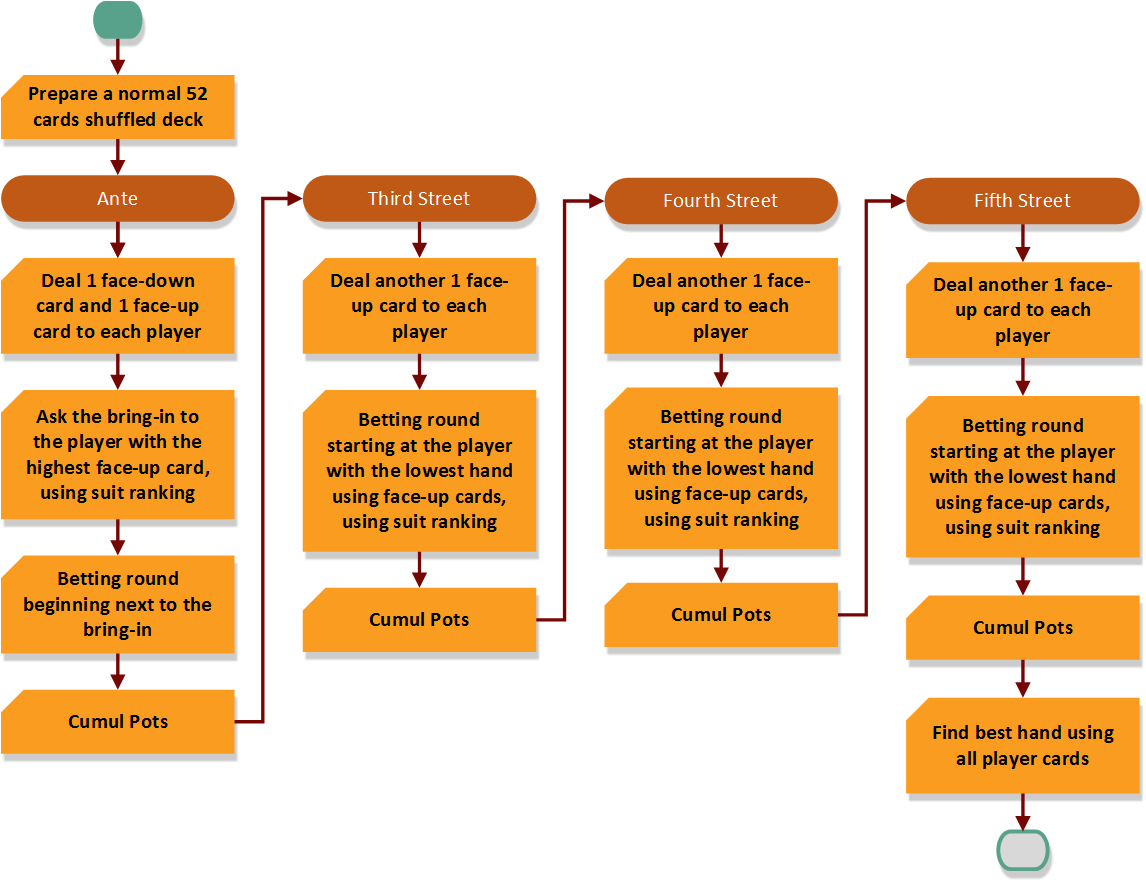 Prepare a normal 52
cards shuffled deck
Ante
Deal 1 face-down
card and 1 face-up
card to each player
Ask the bring-in to
the player with the
highest face-up card,
using suit ranking
Betting round
beginning next to the
bring-in
Cumul Pots
Third Street
Deal another 1 face-
up card to each
player
Betting round
starting at the player
with the lowest hand
using face-up cards,
using suit ranking
Cumul Pots
Fourth Street
Deal another 1 face-
up card to each
player
Betting round
starting at the player
with the lowest hand
using face-up cards,
using suit ranking
Cumul Pots
Fifth Street
Deal another 1 face-
up card to each
player
Betting round
starting at the player
with the lowest hand
using face-up cards,
using suit ranking
Cumul Pots
Find best hand using
all player cards